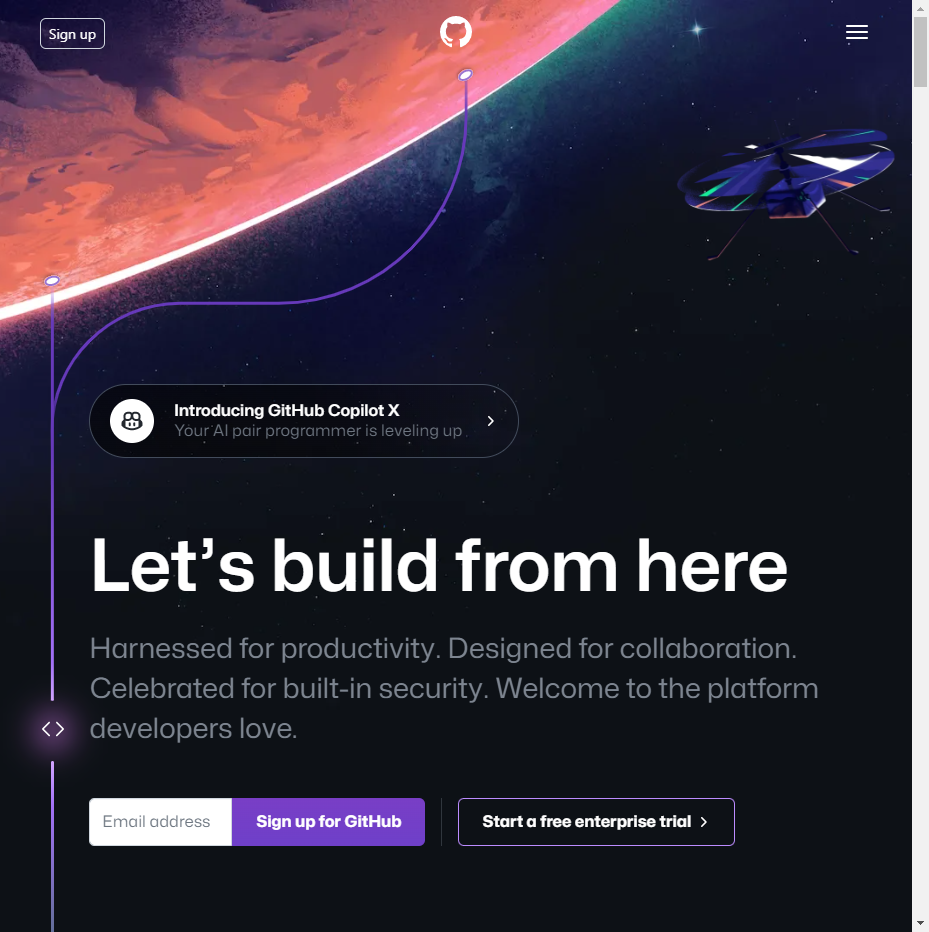 Sign up
Introducing GitHub Copilot X
Your AI pair programmer is leveling up
Let’s build from here
Harnessed for productivity. Designed for collaboration.
Celebrated for built-in security. Welcome to the platform
developers love.
Email address
Sign up for GitHub
Start a free enterprise trial